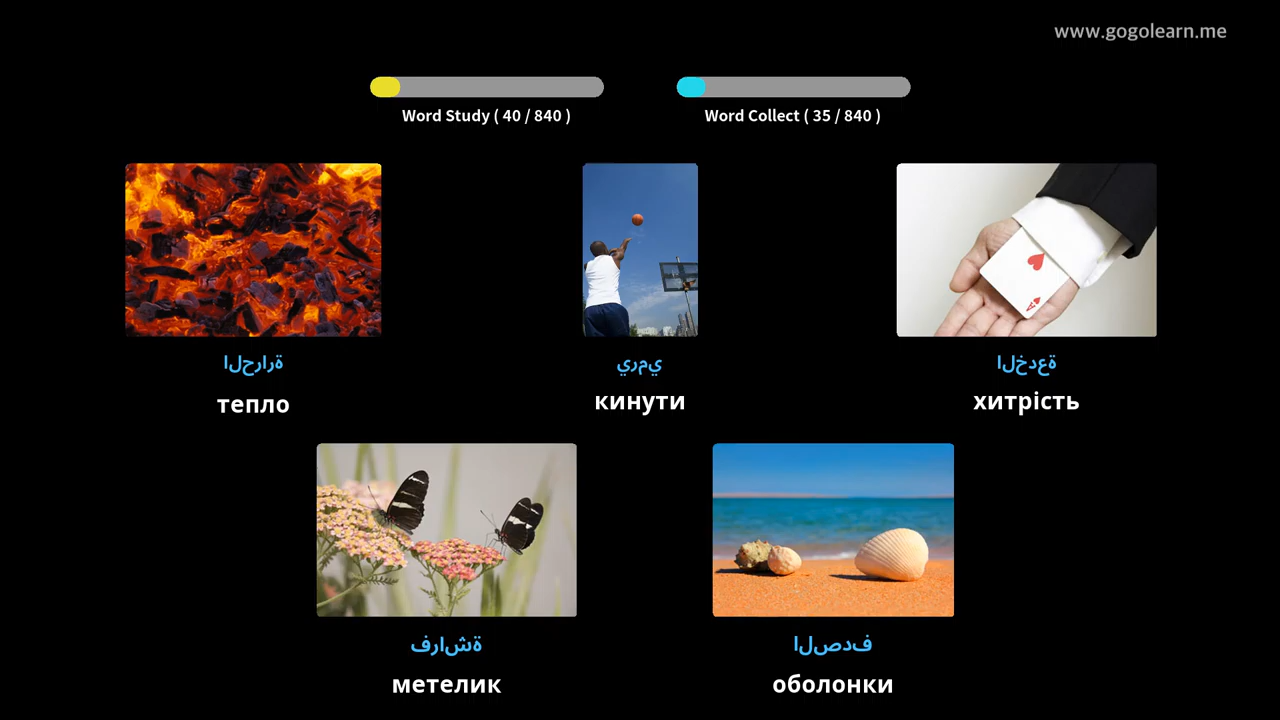 www.gogolearn.me
Word Study ( 40 / 840 )
Word Collect ( 35 / 840 )
الحرارة
тепло
يرمي
кинути
الخدعة
хитрість
فراشة
метелик
الصدف
оболонки